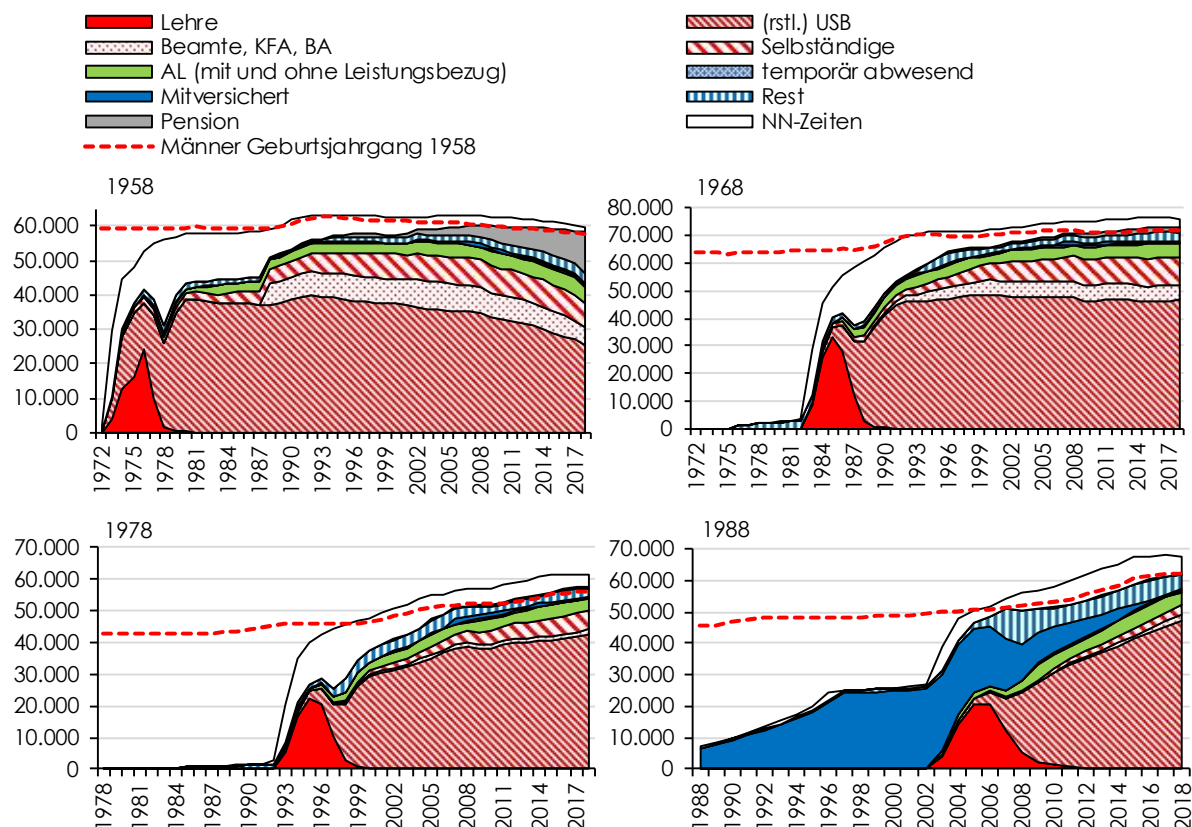 Lehre
Beamte, KFA, BA
AL (mit und ohne Leistungsbezug)
Mitversichert
Pension
Männer Geburtsjahrgang 1958
(rstl.) USB
Selbständige
temporär abwesend
Rest
NN-Zeiten
1958
60.000
50.000
40.000
30.000
20.000
10.000
0
1972 1975 1978 1981 1984 1987 1990 1993 1996 1999 2002 2005 2008 2011 2014 2017
1968
80.000
70.000
60.000
50.000
40.000
30.000
20.000
10.000
0
1972 1975 1978 1981 1984 1987 1990 1993 1996 1999 2002 2005 2008 2011 2014 2017
1978
70.000
60.000
50.000
40.000
30.000
20.000
10.000
0
1978 1981 1984 1987 1990 1993 1996 1999 2002 2005 2008 2011 2014 2017
1988
70.000
60.000
50.000
40.000
30.000
20.000
10.000
0
1988 1990 1992 1994 1996 1998 2000 2002 2004 2006 2008 2010 2012 2014 2016 2018